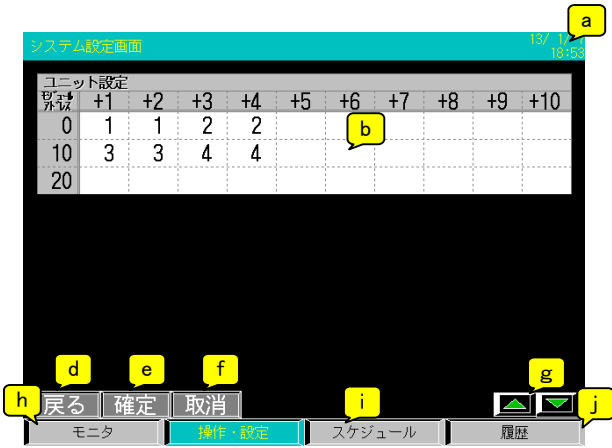 a
13/ 1/
システム設定画面
18:53
ユニット設定
+1 +2 +3 +4 +5 +6 +7 +8 +9 +10
0 1 1 2 2
b
10 3 3 4 4
20
d e f g
戻る 確定 取消
h i j
モニタ 操作・設定 スケジュール 履歴